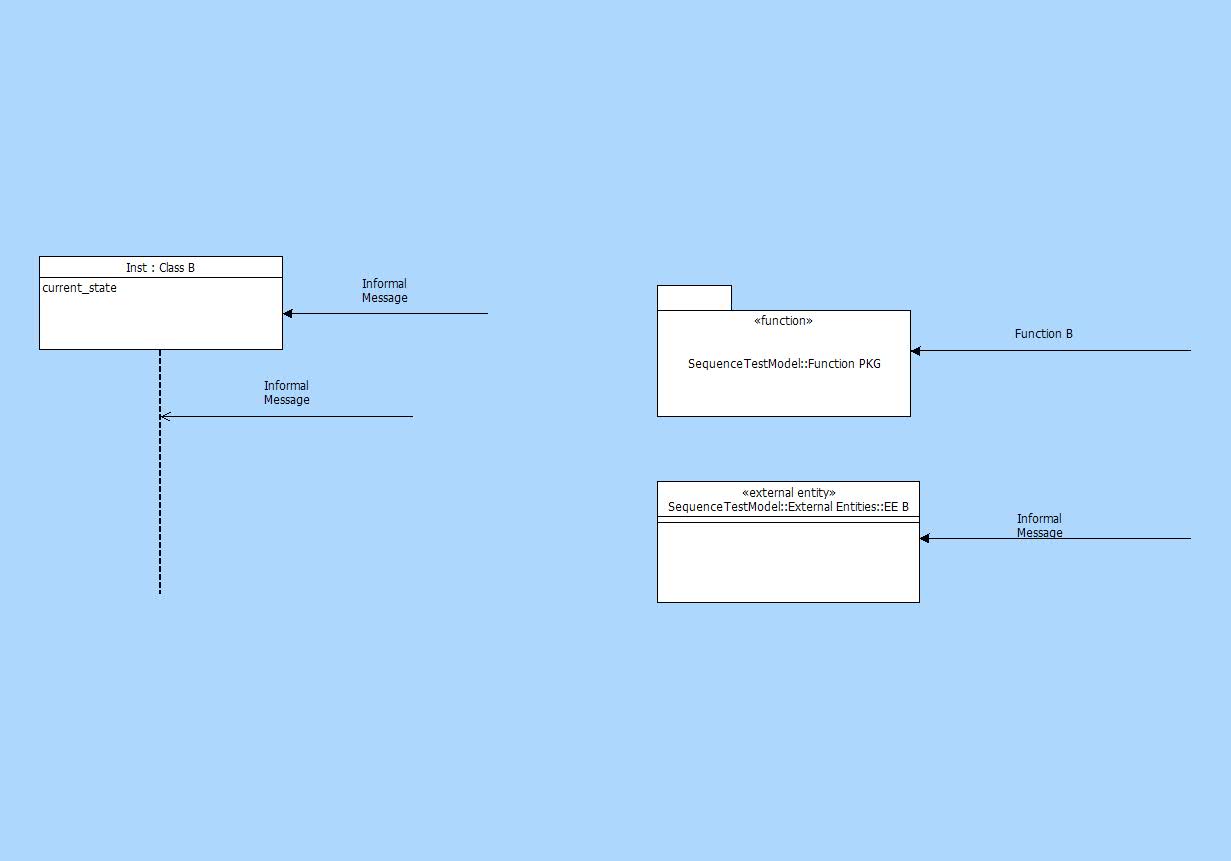 Inst : Class B
current_state
Informal
Message
Informal
Message
«function»
SequenceTestModel::Function PKG
Function B
«external entity»
SequenceTestModel::External Entities::EE B
Informal
Message